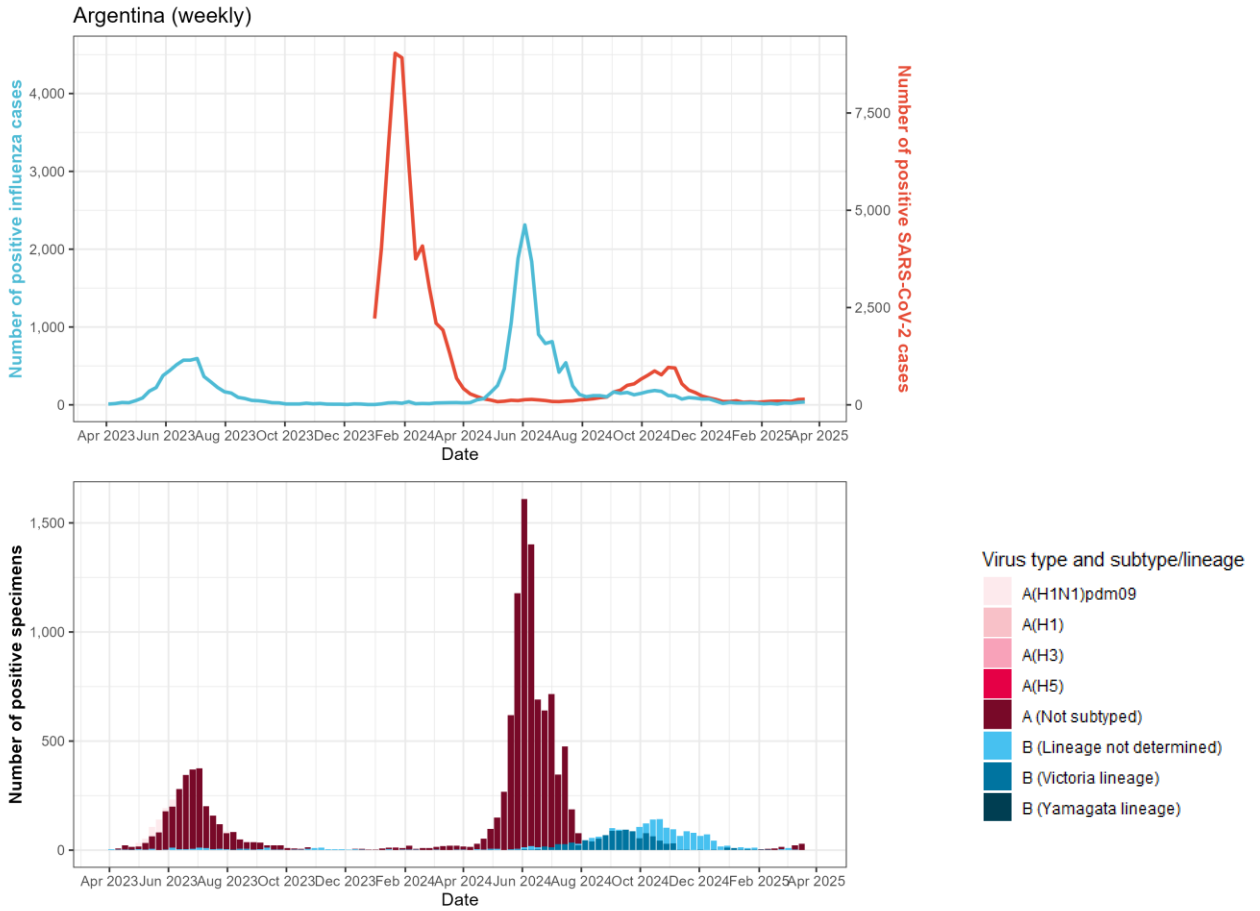 Argentina (weekly)
Number of positive influenza cases
4,000
3,000
2,000
1,000
0
7,500
5,000
2,500
0
Number of positive SARS-CoV-2 cases
Apr 2023 Jun 2023 Aug 2023 Oct 2023 Dec 2023 Feb 2024 Apr 2024 Jun 2024 Aug 2024 Oct 2024 Dec 2024 Feb 2025 Apr 2025
Date
Number of positive specimens
1,500
1,000
500
0
Apr 2023 Jun 2023 Aug 2023 Oct 2023 Dec 2023 Feb 2024 Apr 2024 Jun 2024 Aug 2024 Oct 2024 Dec 2024 Feb 2025 Apr 2025
Date
Virus type and subtype/lineage
A(H1N1)pdm09
A(H1)
A(H3)
A(H5)
A (Not subtyped)
B (Lineage not determined)
B (Victoria lineage)
B (Yamagata lineage)